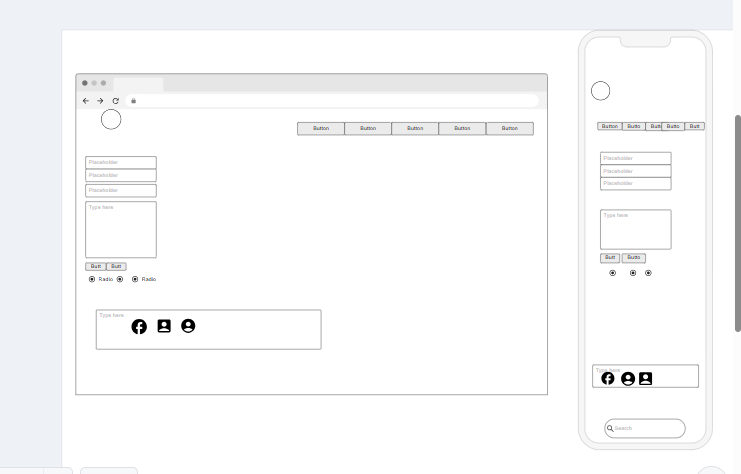 Button Button Button Button Button
Placeholder
Placeholder
Placeholder
Type here
Butt Butt
Radio Radio
Type here
Button Butto Butt Butto Butt
Placeholder
Placeholder
Placeholder
Type here
Butt Butto
Type here
Search